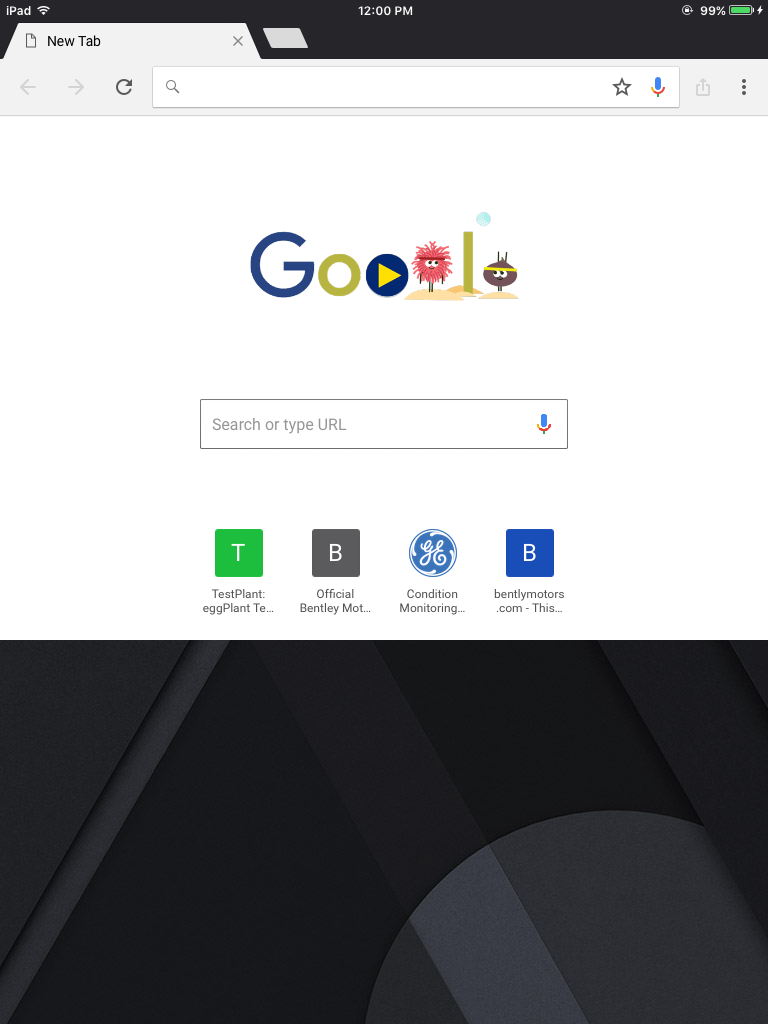 iPad 12:00 PM 99%
New Tab
Search or type URL
T B B
TestPlant: Official Condition bentlymotors
eggPlant Te... Bentley Mot... Monitoring... .com - This...